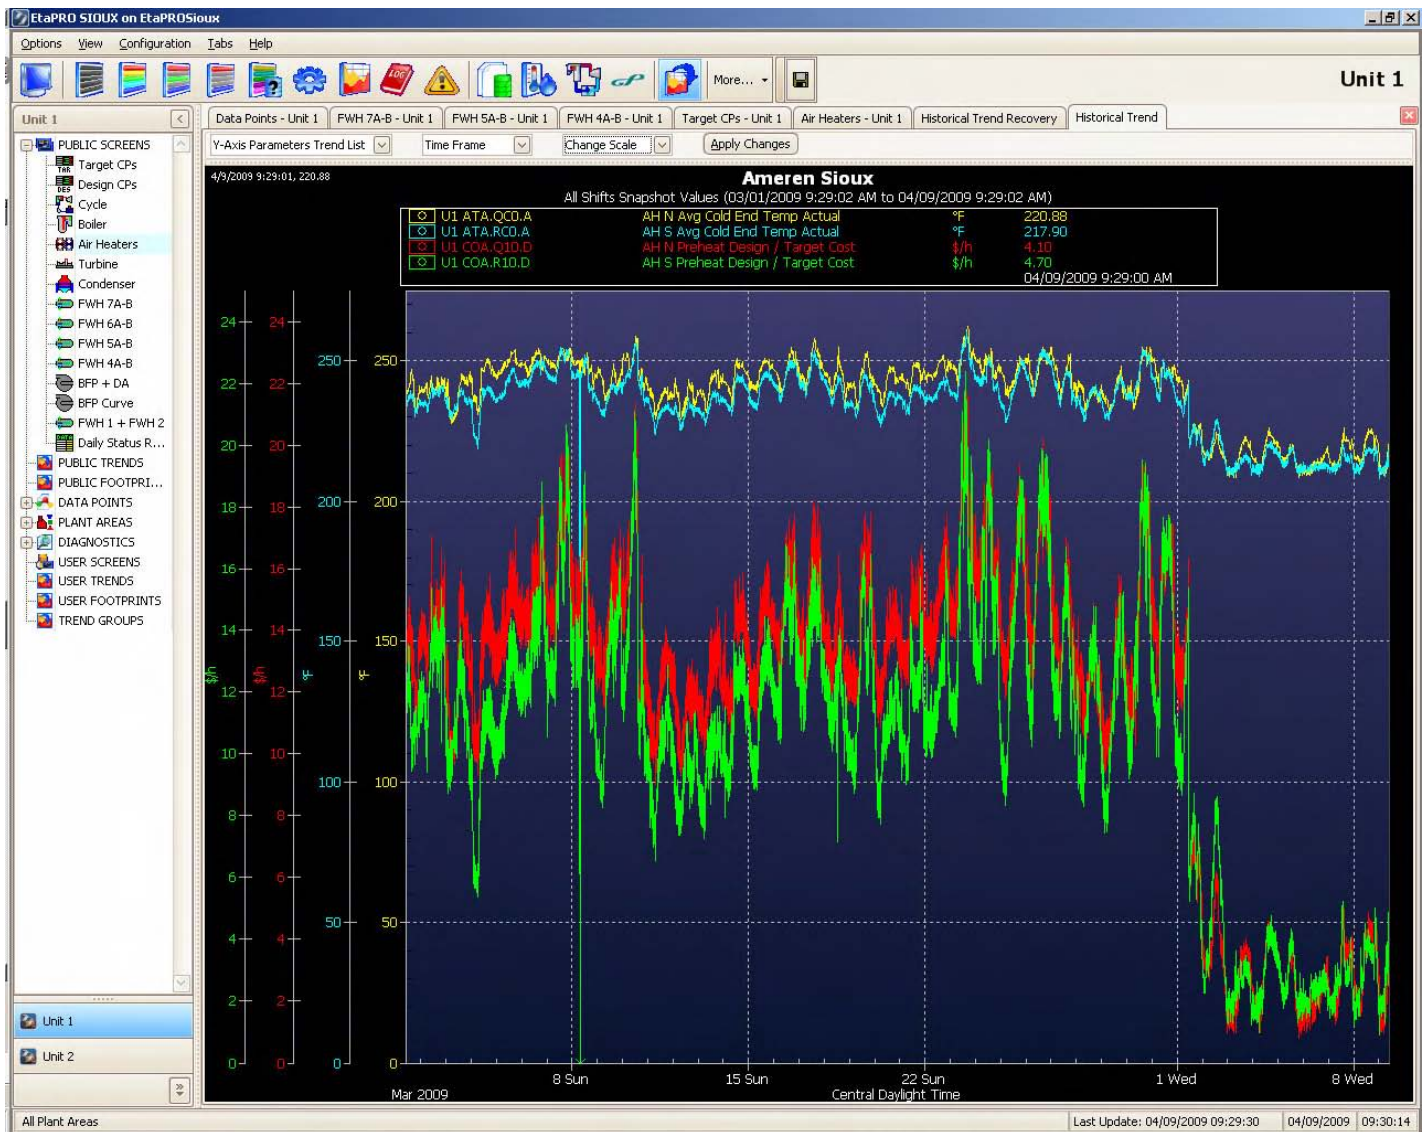 EtaPRO SIOUX on EtaPROSioux
Options View Configuration Tabs Help
LOG
More...
Unit 1
Unit 1
Data Points - Unit 1 FWH 7A-B - Unit 1 FWH 5A-B - Unit 1 FWH 4A-B - Unit 1 Target CPs - Unit 1 Air Heaters - Unit 1 Historical Trend Recovery Historical Trend
Y-Axis Parameters Trend List Time Frame Change Scale Apply Changes
PUBLIC SCREENS
Target CPs
Design CPs
Cycle
Boiler
Air Heaters
Turbine
Condenser
FWH 7A-B
FWH 6A-B
FWH 5A-B
FWH 4A-B
BFP + DA
BFP Curve
FWH 1 + FWH 2
Daily Status R...
PUBLIC TRENDS
PUBLIC FOOTPRI...
DATA POINTS
PLANT AREAS
DIAGNOSTICS
USER SCREENS
USER TRENDS
USER FOOTPRINTS
TREND GROUPS
Unit 1
Unit 2
4/9/2009 9:29:01, 220.88
Ameren Sioux
All Shifts Snapshot Values (03/01/2009 9:29:02 AM to 04/09/2009 9:29:02 AM)
U1 ATA.QC0.A AH N Avg Cold End Temp Actual °F 220.88
U1 ATA.RC0.A AH S Avg Cold End Temp Actual °F 217.90
U1 COA.Q10.D AH N Preheat Design / Target Cost $/h 4.10
U1 COA.R10.D AH S Preheat Design / Target Cost $/h 4.70
04/09/2009 9:29:00 AM
24 24
250 250
22 22
20 20
200 200
18 18
16 16
14 14
150 150
$/h $/h °F °F
12 12
10 10
100 100
8 8
6 6
50 50
4 4
2 2
0 0 0 0
8 Sun 15 Sun 22 Sun 1 Wed 8 Wed
Mar 2009
Central Daylight Time
All Plant Areas
Last Update: 04/09/2009 09:29:30 04/09/2009 09:30:14